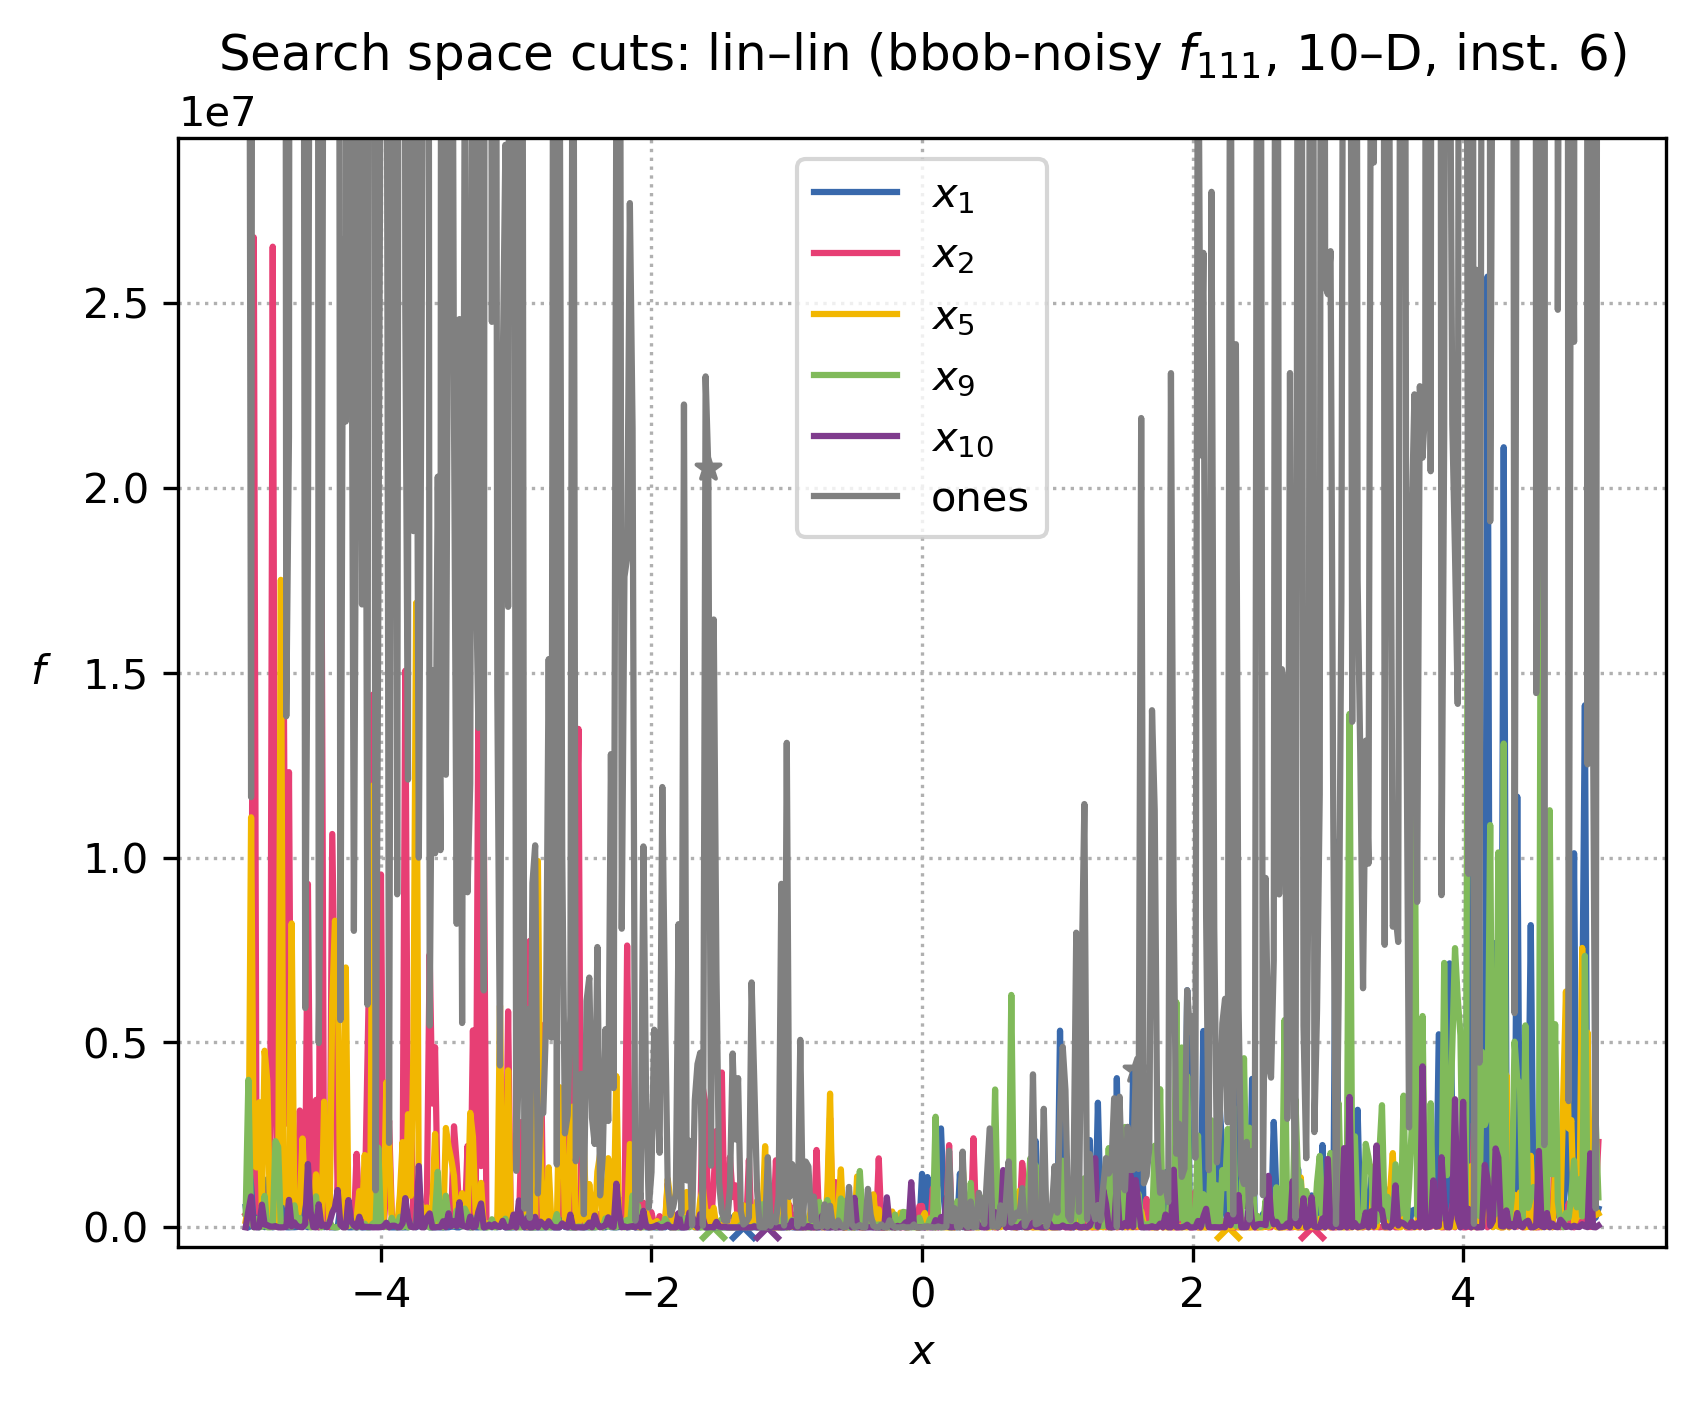 Search space cuts: lin–lin (bbob-noisy f₁₁₁, 10–D, inst. 6)
1e7
x₁
x₂
x₅
x₉
x₁₀
ones
2.5
2.0
1.5
1.0
0.5
0.0
f
−4
−2
0
2
4
x